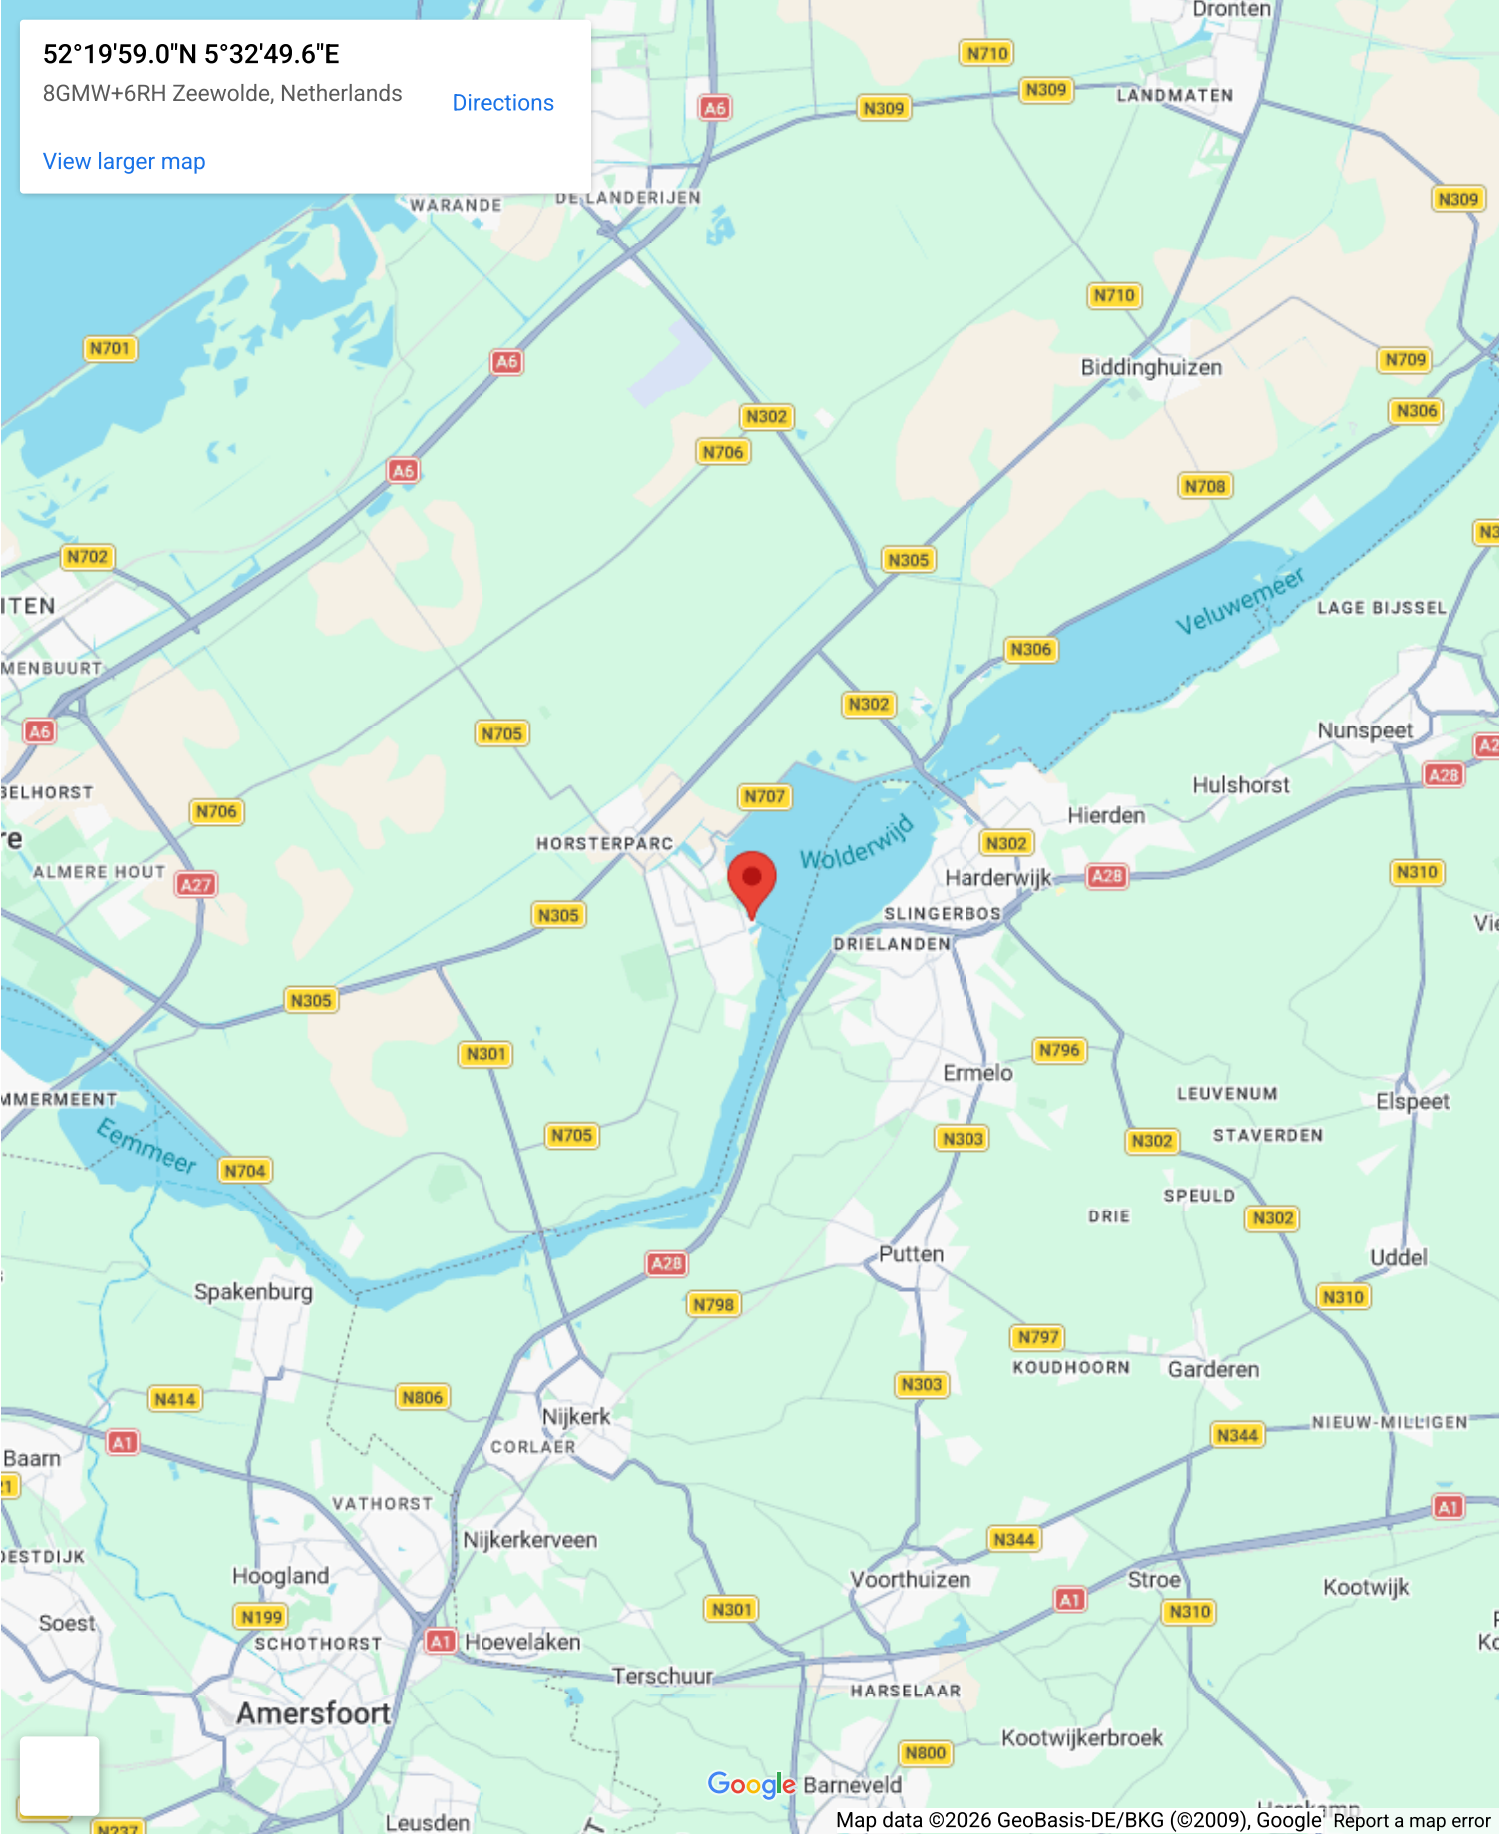 52°19'59.0"N 5°32'49.6"E
8GMW+6RH Zeewolde, Netherlands
Directions
View larger map
Dronten
N710
A6
N309
N309
LANDMATEN
WARANDE
DE LANDERIJEN
N309
N710
N701
A6
Biddinghuizen
N709
N302
N306
N706
A6
N708
N702
N305
Veluwemeer
LAGE BIJSSEL
N306
N302
A6
N705
Nunspeet
A28
Hulshorst
N707
N706
Hierden
HORSTERPARC
Wolderwijd
N302
ALMERE HOUT
A27
Harderwijk
A28
N310
N305
SLINGERBOS
DRIELANDEN
N305
N301
N796
Ermelo
LEUVENUM
Elspeet
Eemmeer
N705
N303
N302
STAVERDEN
N704
SPEULD
DRIE
N302
Putten
Uddel
A28
Spakenburg
N798
N310
N797
KOUDHOORN
Garderen
N414
N806
N303
Nijkerk
NIEUW-MILLIGEN
N344
A1
CORLAER
Baarn
VATHORST
A1
Nijkerkerveen
N344
Hoogland
Voorthuizen
Stroe
Kootwijk
N199
N301
A1
N310
Soest
SCHOTHORST
A1
Hoevelaken
Terschuur
HARSELAAR
Amersfoort
Kootwijkerbroek
N800
Google
Barneveld
Leusden
N237
Map data ©2026 GeoBasis-DE/BKG (©2009), Google
Report a map error